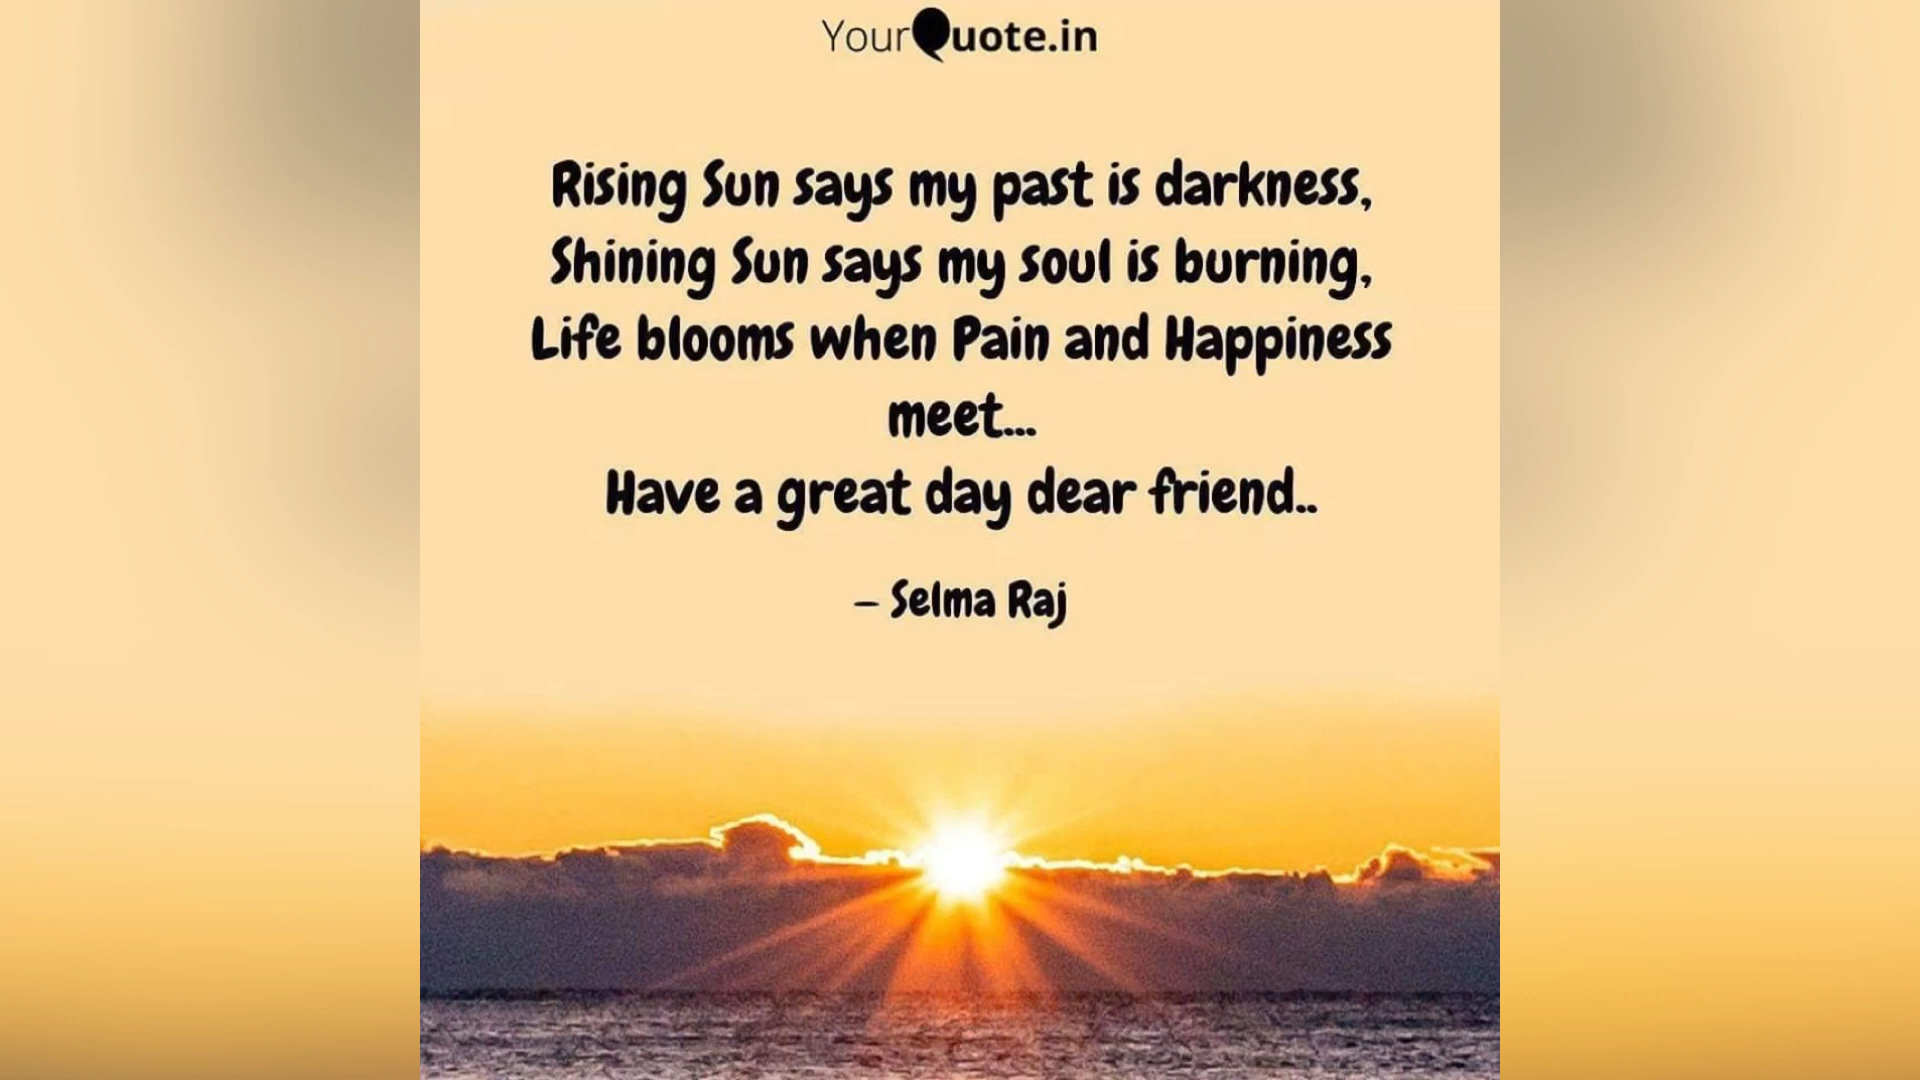 YourQuote.in
Rising Sun says my past is darkness,
Shining Sun says my soul is burning,
Life blooms when Pain and Happiness
meet...
Have a great day dear friend..
– Selma Raj